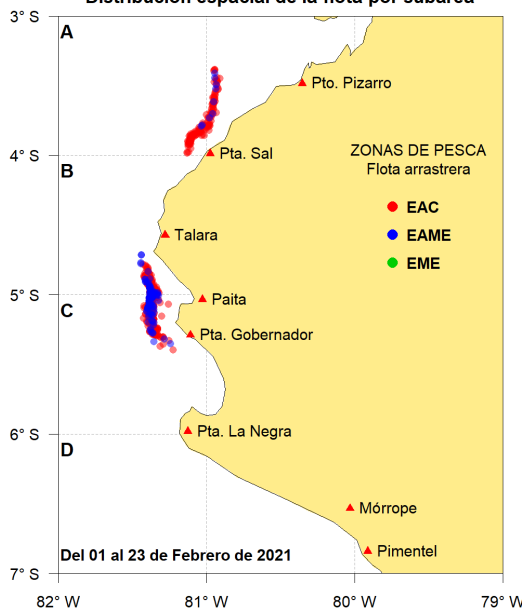 Distribución espacial de la flota por subárea
3° S
A
Pto. Pizarro
4° S
Pta. Sal
ZONAS DE PESCA
B
Flota arrastrera
EAC
Talara
EAME
EME
5° S
Paita
C
Pta. Gobernador
6° S
Pta. La Negra
D
Mórrope
Del 01 al 23 de Febrero de 2021
Pimentel
7° S
82° W
81° W
80° W
79° W